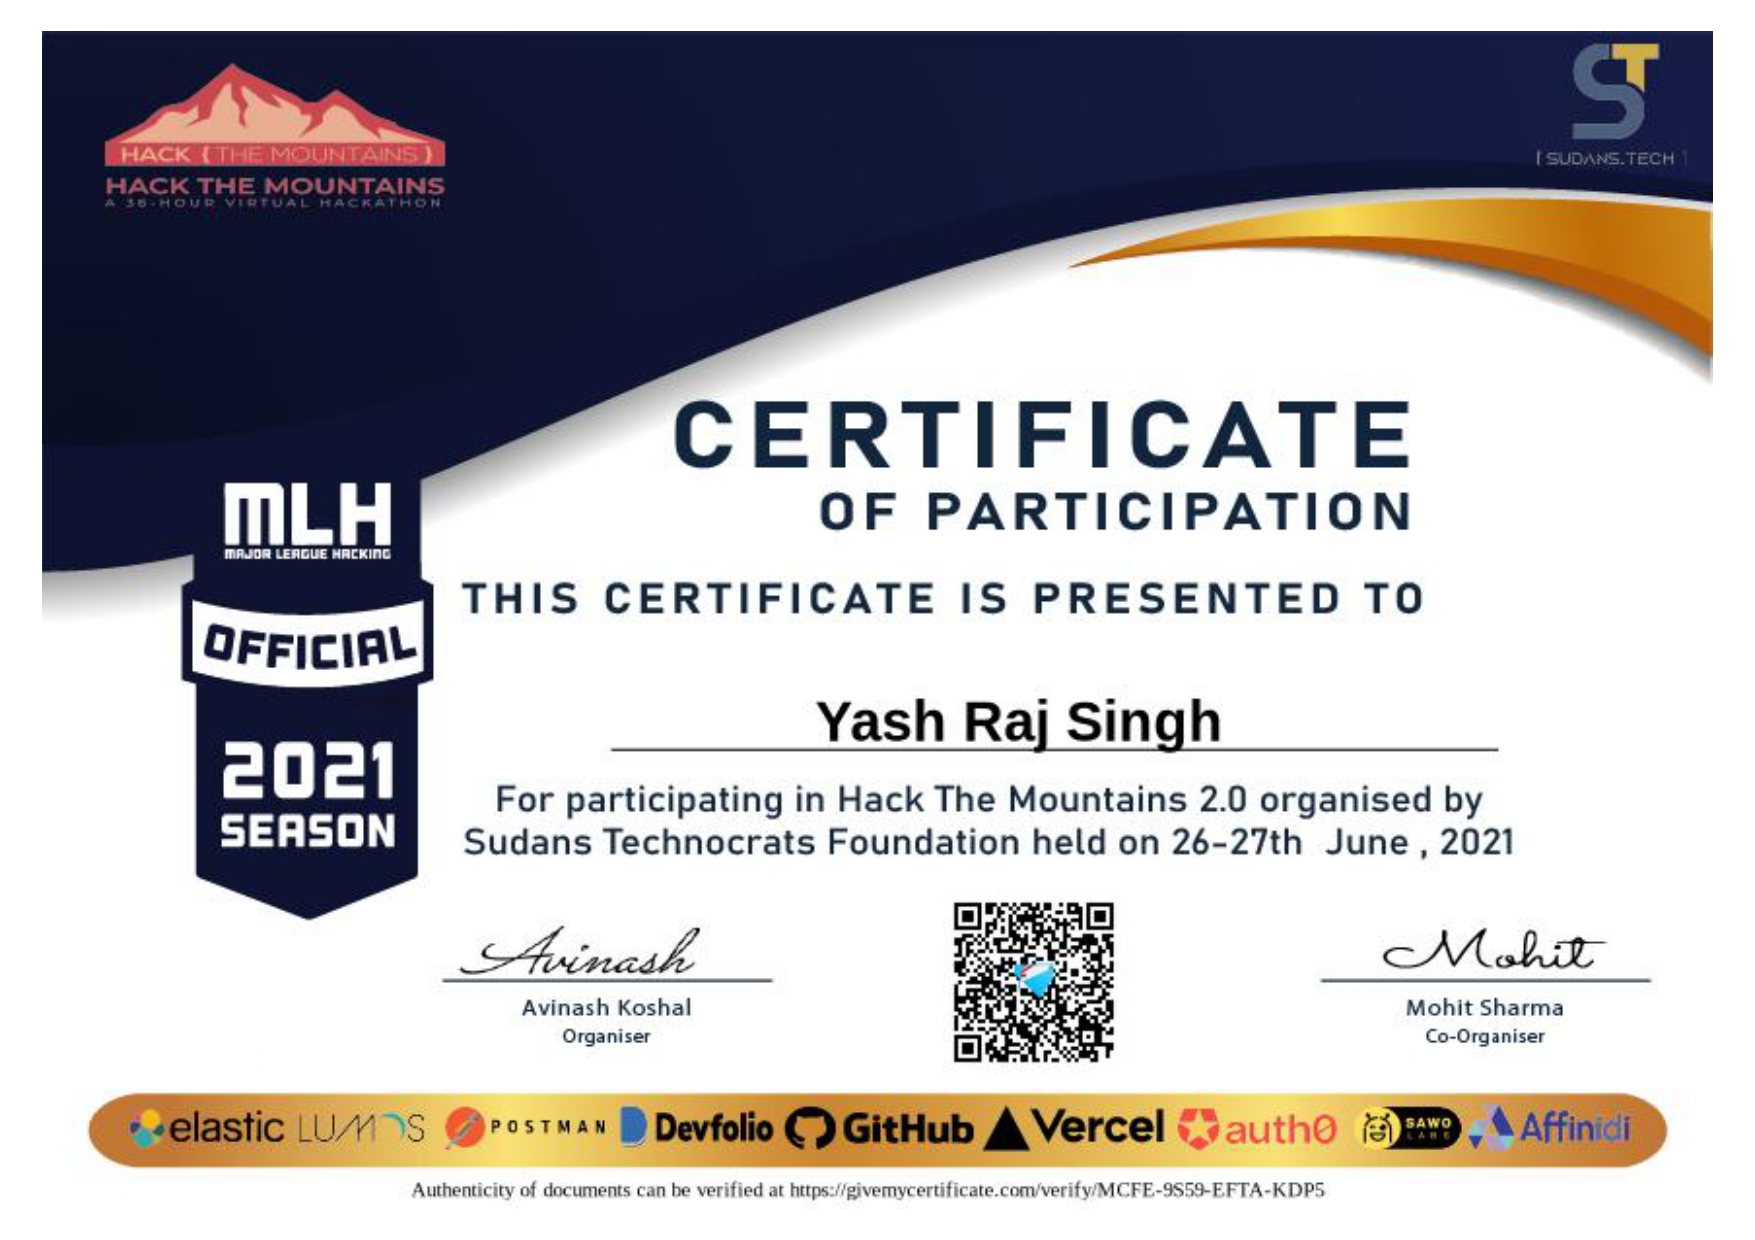 HACK {THE MOUNTAINS}
HACK THE MOUNTAINS
A 36-HOUR VIRTUAL HACKATHON
ST
[ SUDANS.TECH ]
CERTIFICATE
OF PARTICIPATION
MLH
MAJOR LEAGUE HACKING
OFFICIAL
2021
SEASON
THIS CERTIFICATE IS PRESENTED TO
Yash Raj Singh
For participating in Hack The Mountains 2.0 organised by
Sudans Technocrats Foundation held on 26-27th June , 2021
Avinash
Avinash Koshal
Organiser
Mohit
Mohit Sharma
Co-Organiser
elastic LUMOS POSTMAN Devfolio GitHub Vercel auth0 SAWO LABS Affinidi
Authenticity of documents can be verified at https://givemycertificate.com/verify/MCFE-9S59-EFTA-KDP5